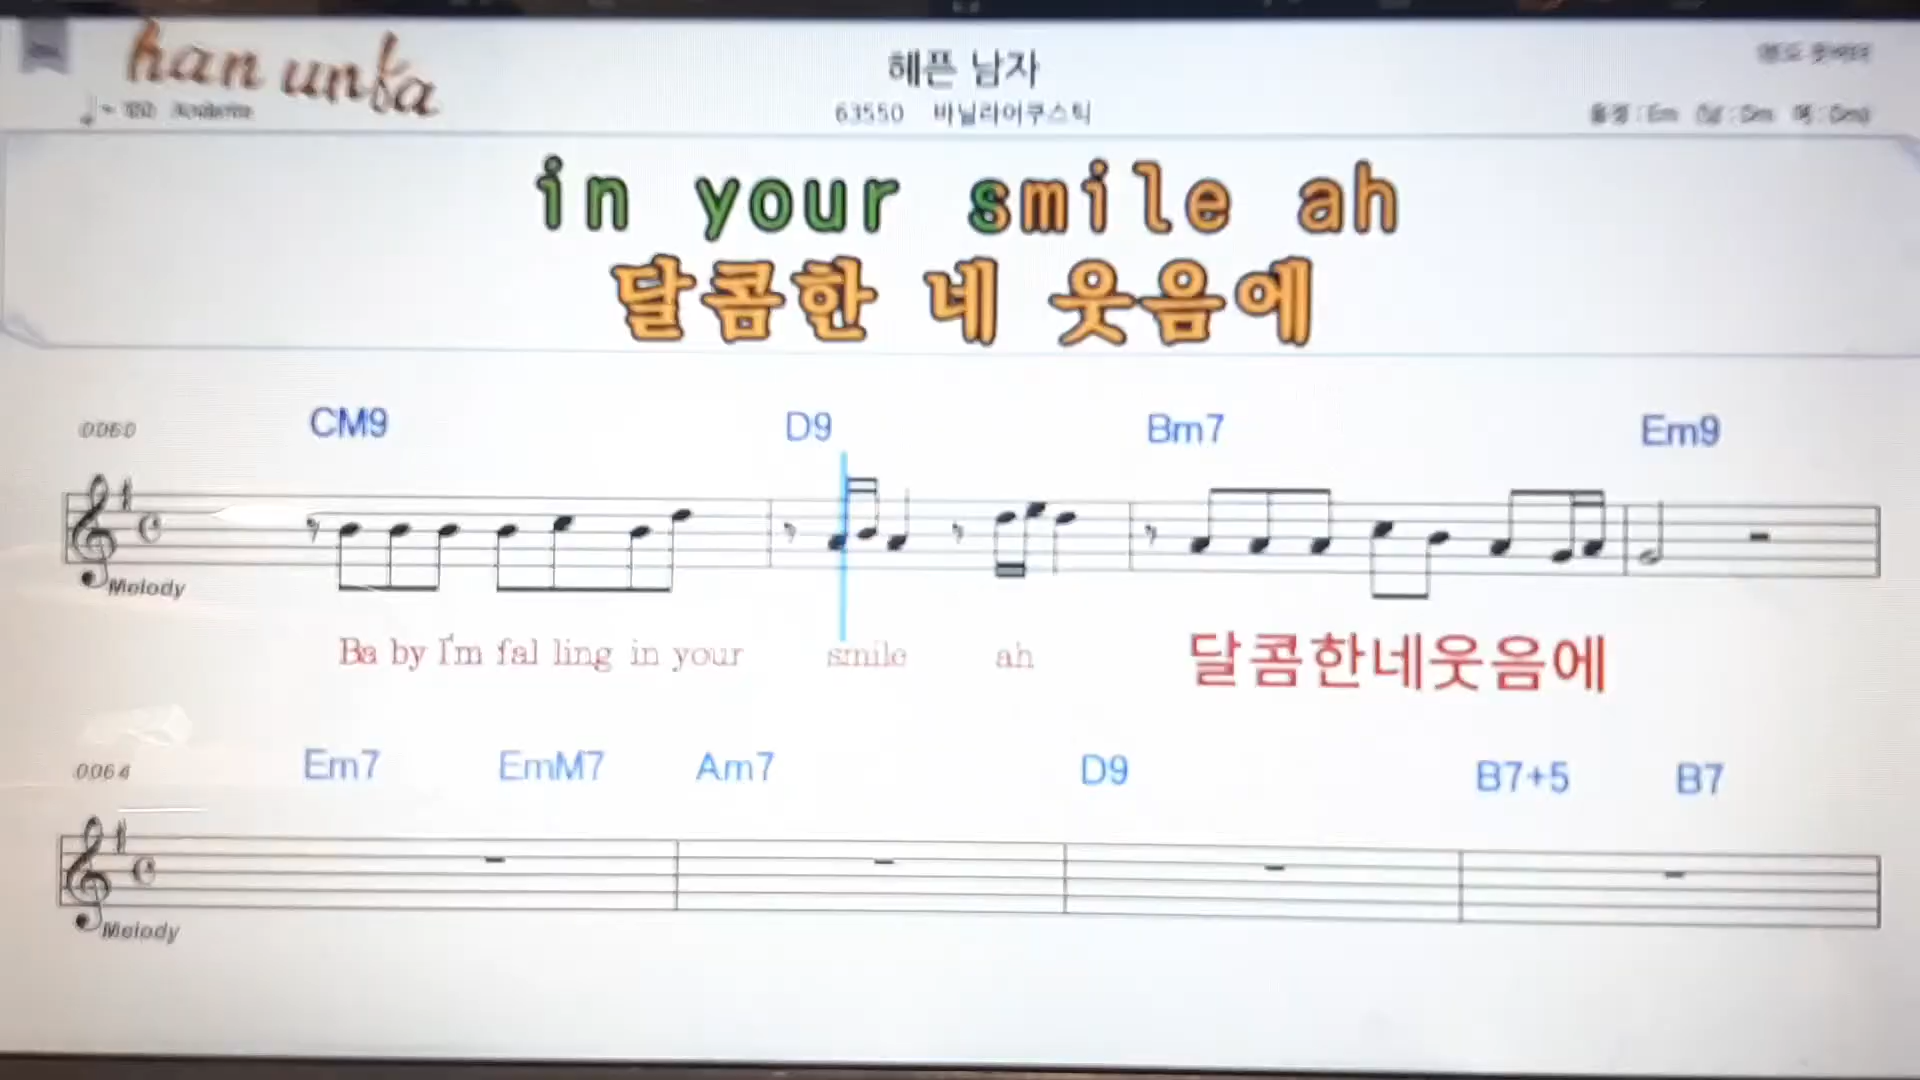 han unta
헤픈 남자
63550 바닐라어쿠스틱
in your smile ah
달콤한 네 웃음에
0060 CM9 D9 Bm7 Em9
Melody
Ba by I'm fal ling in your smile ah 달콤한네웃음에
0064 Em7 EmM7 Am7 D9 B7+5 B7
Melody